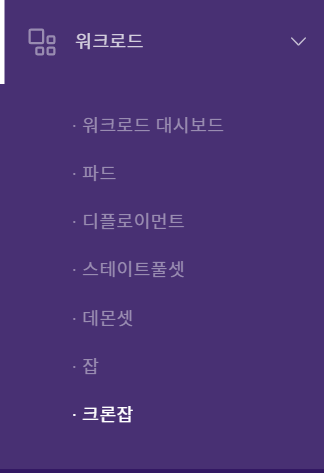 워크로드
· 워크로드 대시보드
· 파드
· 디플로이먼트
· 스테이트풀셋
· 데몬셋
· 잡
· 크론잡